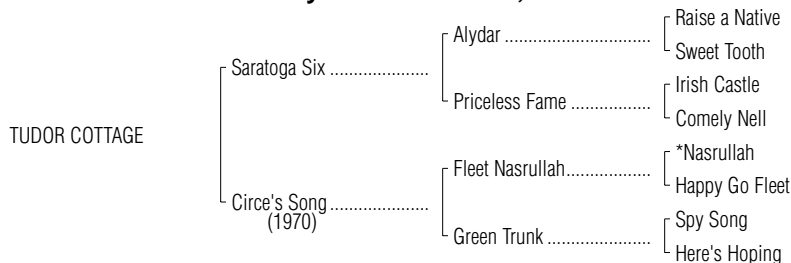 Raise a Native
Alydar ................................
Sweet Tooth
Saratoga Six ......................
Irish Castle
Priceless Fame ..................
Comely Nell
TUDOR COTTAGE
*Nasrullah
Fleet Nasrullah...................
Happy Go Fleet
Circe's Song ......................
(1970)
Spy Song
Green Trunk .......................
Here's Hoping